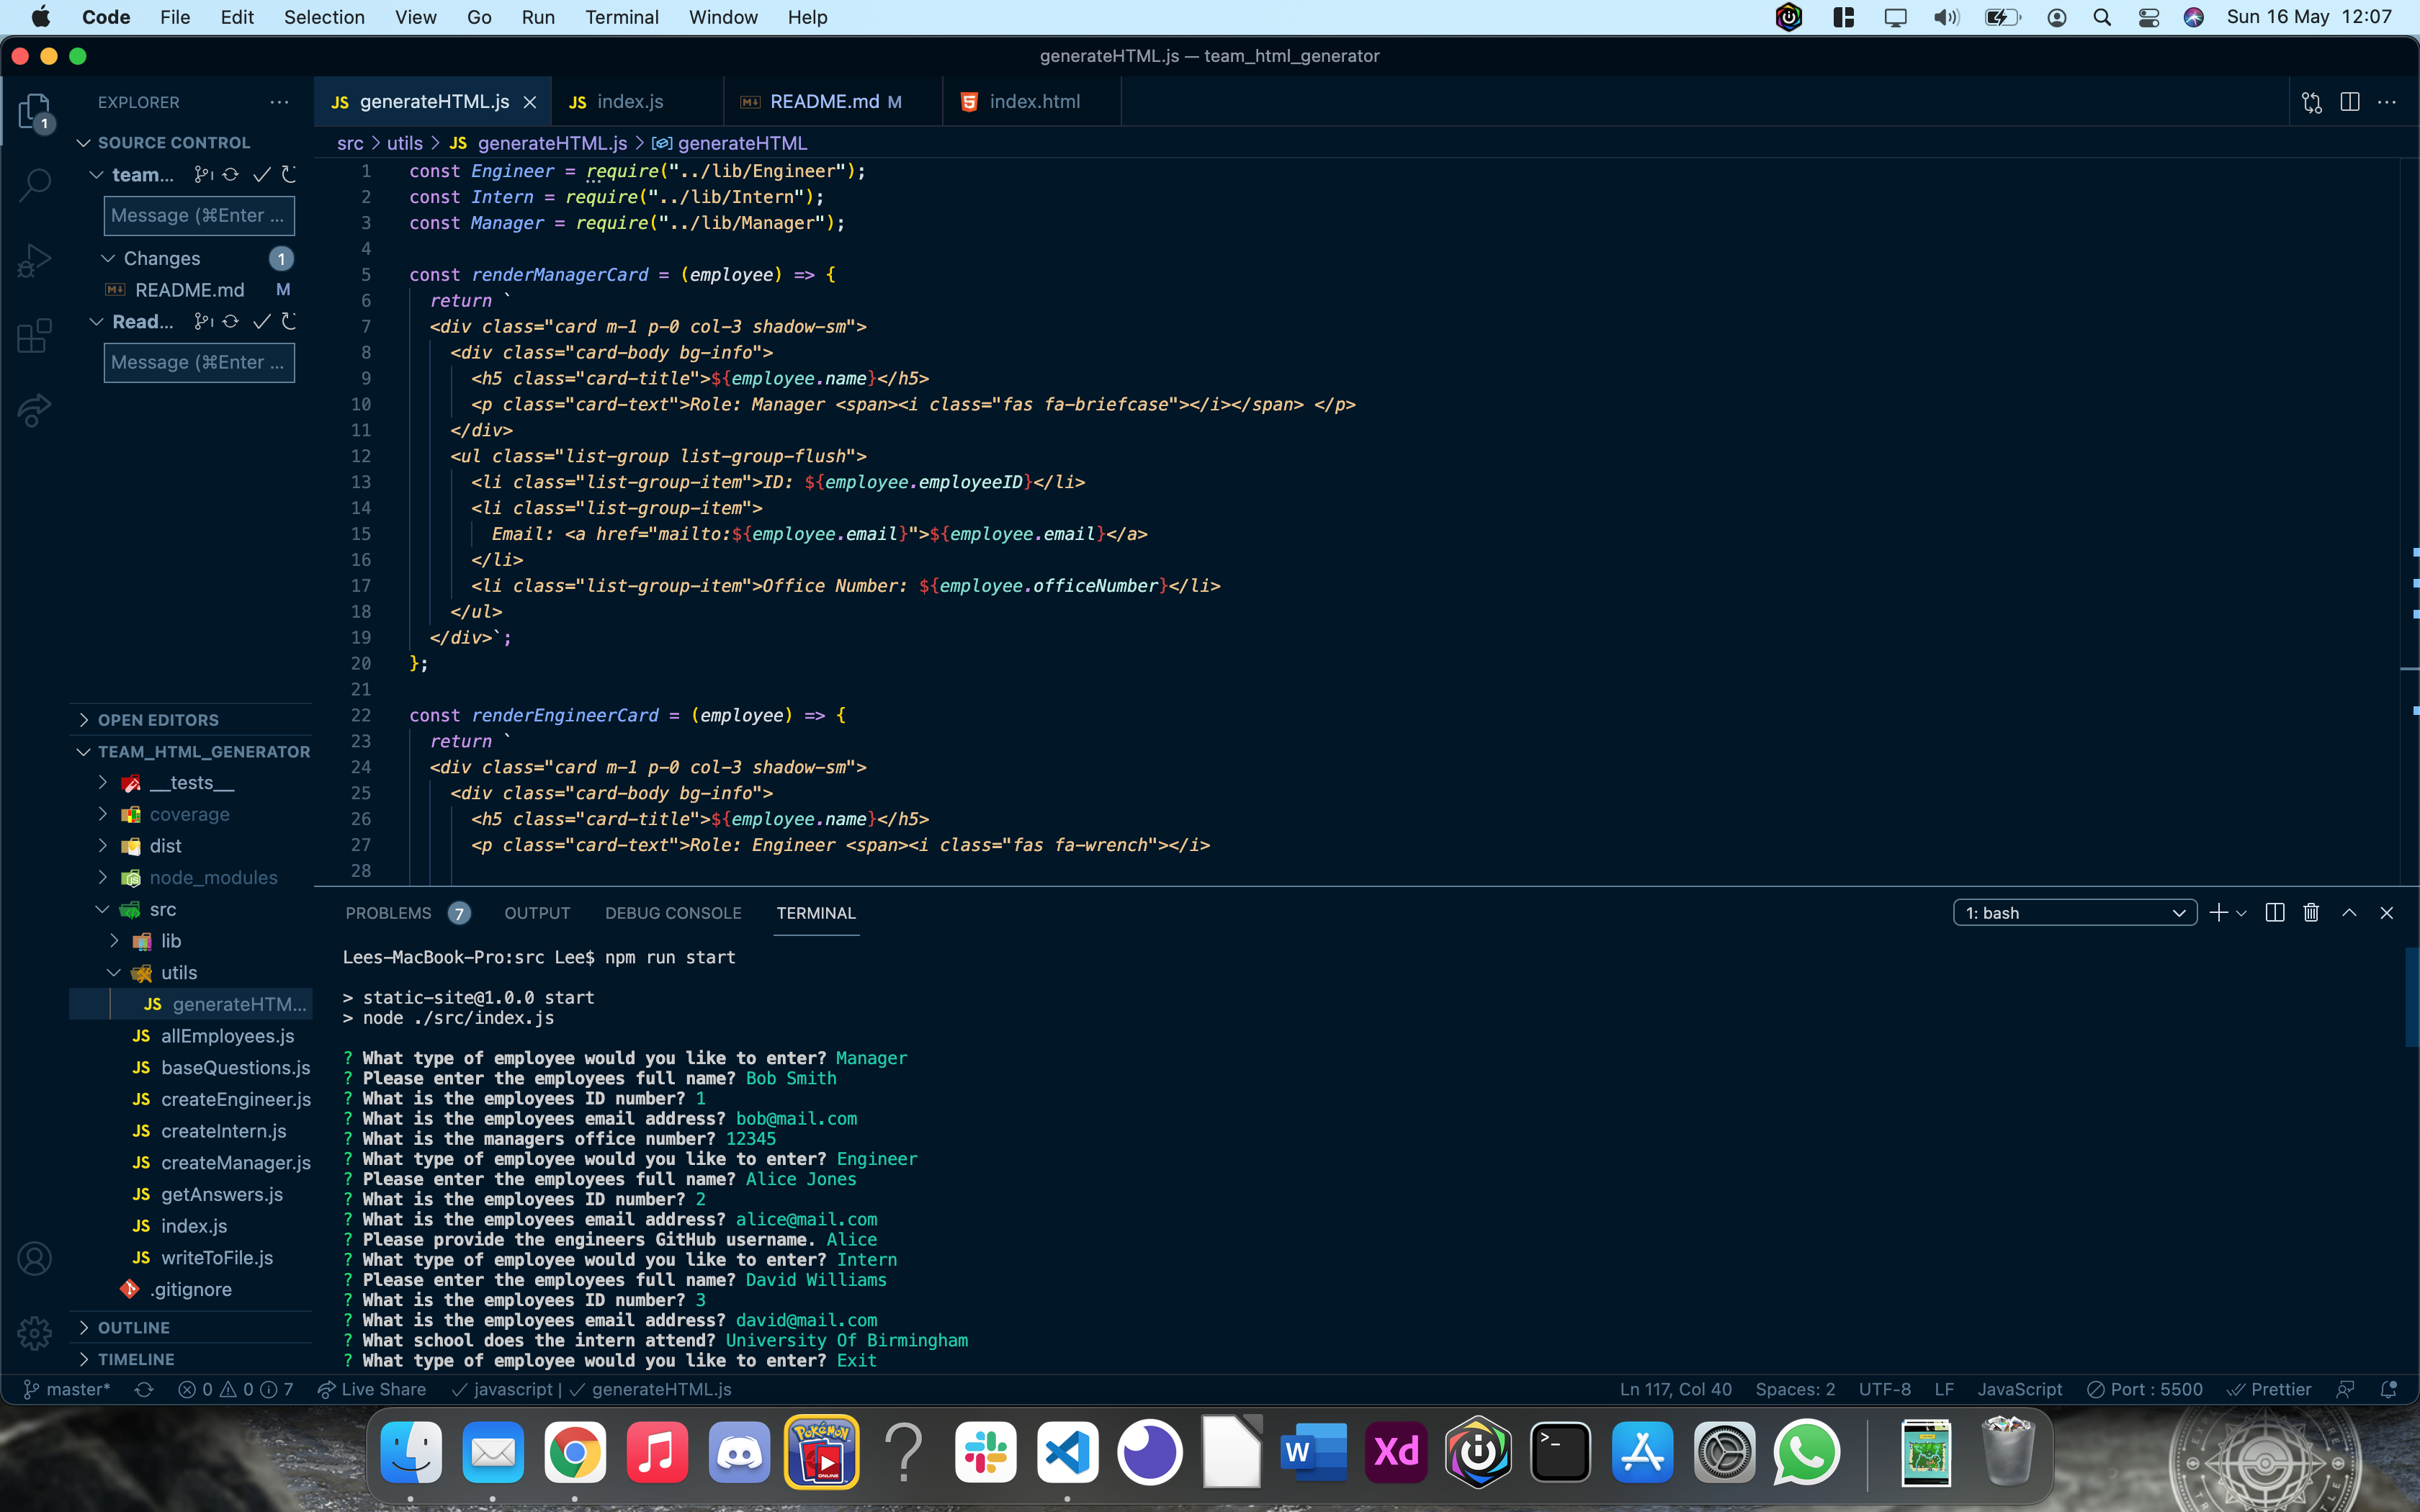 Code File Edit Selection View Go Run Terminal Window Help Sun 16 May 12:07
generateHTML.js — team_html_generator
EXPLORER
SOURCE CONTROL
team...
Message (⌘Enter ...
Changes 1
README.md M
Read...
Message (⌘Enter ...
OPEN EDITORS
TEAM_HTML_GENERATOR
__tests__
coverage
dist
node_modules
src
lib
utils
JS generateHTM...
JS allEmployees.js
JS baseQuestions.js
JS createEngineer.js
JS createIntern.js
JS createManager.js
JS getAnswers.js
JS index.js
JS writeToFile.js
.gitignore
OUTLINE
TIMELINE
1
JS generateHTML.js JS index.js README.md M index.html
src > utils > JS generateHTML.js > generateHTML
1 const Engineer = require("../lib/Engineer");
2 const Intern = require("../lib/Intern");
3 const Manager = require("../lib/Manager");
4
5 const renderManagerCard = (employee) => {
6 return `
7 <div class="card m-1 p-0 col-3 shadow-sm">
8 <div class="card-body bg-info">
9 <h5 class="card-title">${employee.name}</h5>
10 <p class="card-text">Role: Manager <span><i class="fas fa-briefcase"></i></span> </p>
11 </div>
12 <ul class="list-group list-group-flush">
13 <li class="list-group-item">ID: ${employee.employeeID}</li>
14 <li class="list-group-item">
15 Email: <a href="mailto:${employee.email}">${employee.email}</a>
16 </li>
17 <li class="list-group-item">Office Number: ${employee.officeNumber}</li>
18 </ul>
19 </div>`;
20 };
21
22 const renderEngineerCard = (employee) => {
23 return `
24 <div class="card m-1 p-0 col-3 shadow-sm">
25 <div class="card-body bg-info">
26 <h5 class="card-title">${employee.name}</h5>
27 <p class="card-text">Role: Engineer <span><i class="fas fa-wrench"></i>
28
PROBLEMS 7 OUTPUT DEBUG CONSOLE TERMINAL 1: bash
Lees-MacBook-Pro:src Lee$ npm run start
> static-site@1.0.0 start
> node ./src/index.js
? What type of employee would you like to enter? Manager
? Please enter the employees full name? Bob Smith
? What is the employees ID number? 1
? What is the employees email address? bob@mail.com
? What is the managers office number? 12345
? What type of employee would you like to enter? Engineer
? Please enter the employees full name? Alice Jones
? What is the employees ID number? 2
? What is the employees email address? alice@mail.com
? Please provide the engineers GitHub username. Alice
? What type of employee would you like to enter? Intern
? Please enter the employees full name? David Williams
? What is the employees ID number? 3
? What is the employees email address? david@mail.com
? What school does the intern attend? University Of Birmingham
? What type of employee would you like to enter? Exit
master* 0 0 7 Live Share javascript | generateHTML.js Ln 117, Col 40 Spaces: 2 UTF-8 LF JavaScript Port : 5500 Prettier
POKéMON
ONLINE
W
Xd